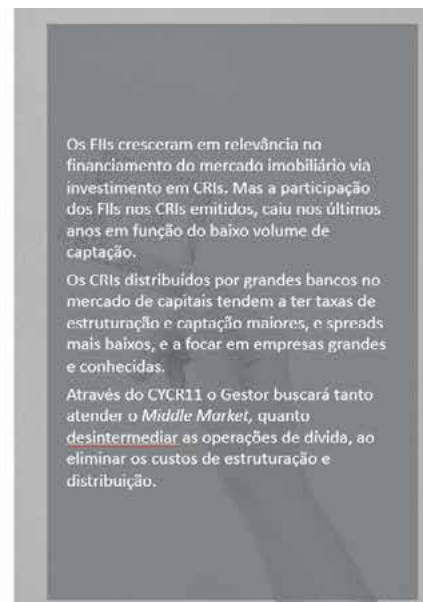 Os FIIs cresceram em relevância no
financiamento do mercado imobiliário via
investimento em CRIs. Mas a participação
dos FIIs nos CRIs emitidos, caiu nos últimos
anos em função do baixo volume de
captação.
Os CRIs distribuídos por grandes bancos no
mercado de capitais tendem a ter taxas de
estruturação e captação maiores, e spreads
mais baixos, e a focar em empresas grandes
e conhecidas.
Através do CYCR11 o Gestor buscará tanto
atender o Middle Market, quanto
desintermediar as operações de dívida, ao
eliminar os custos de estruturação e
distribuição.